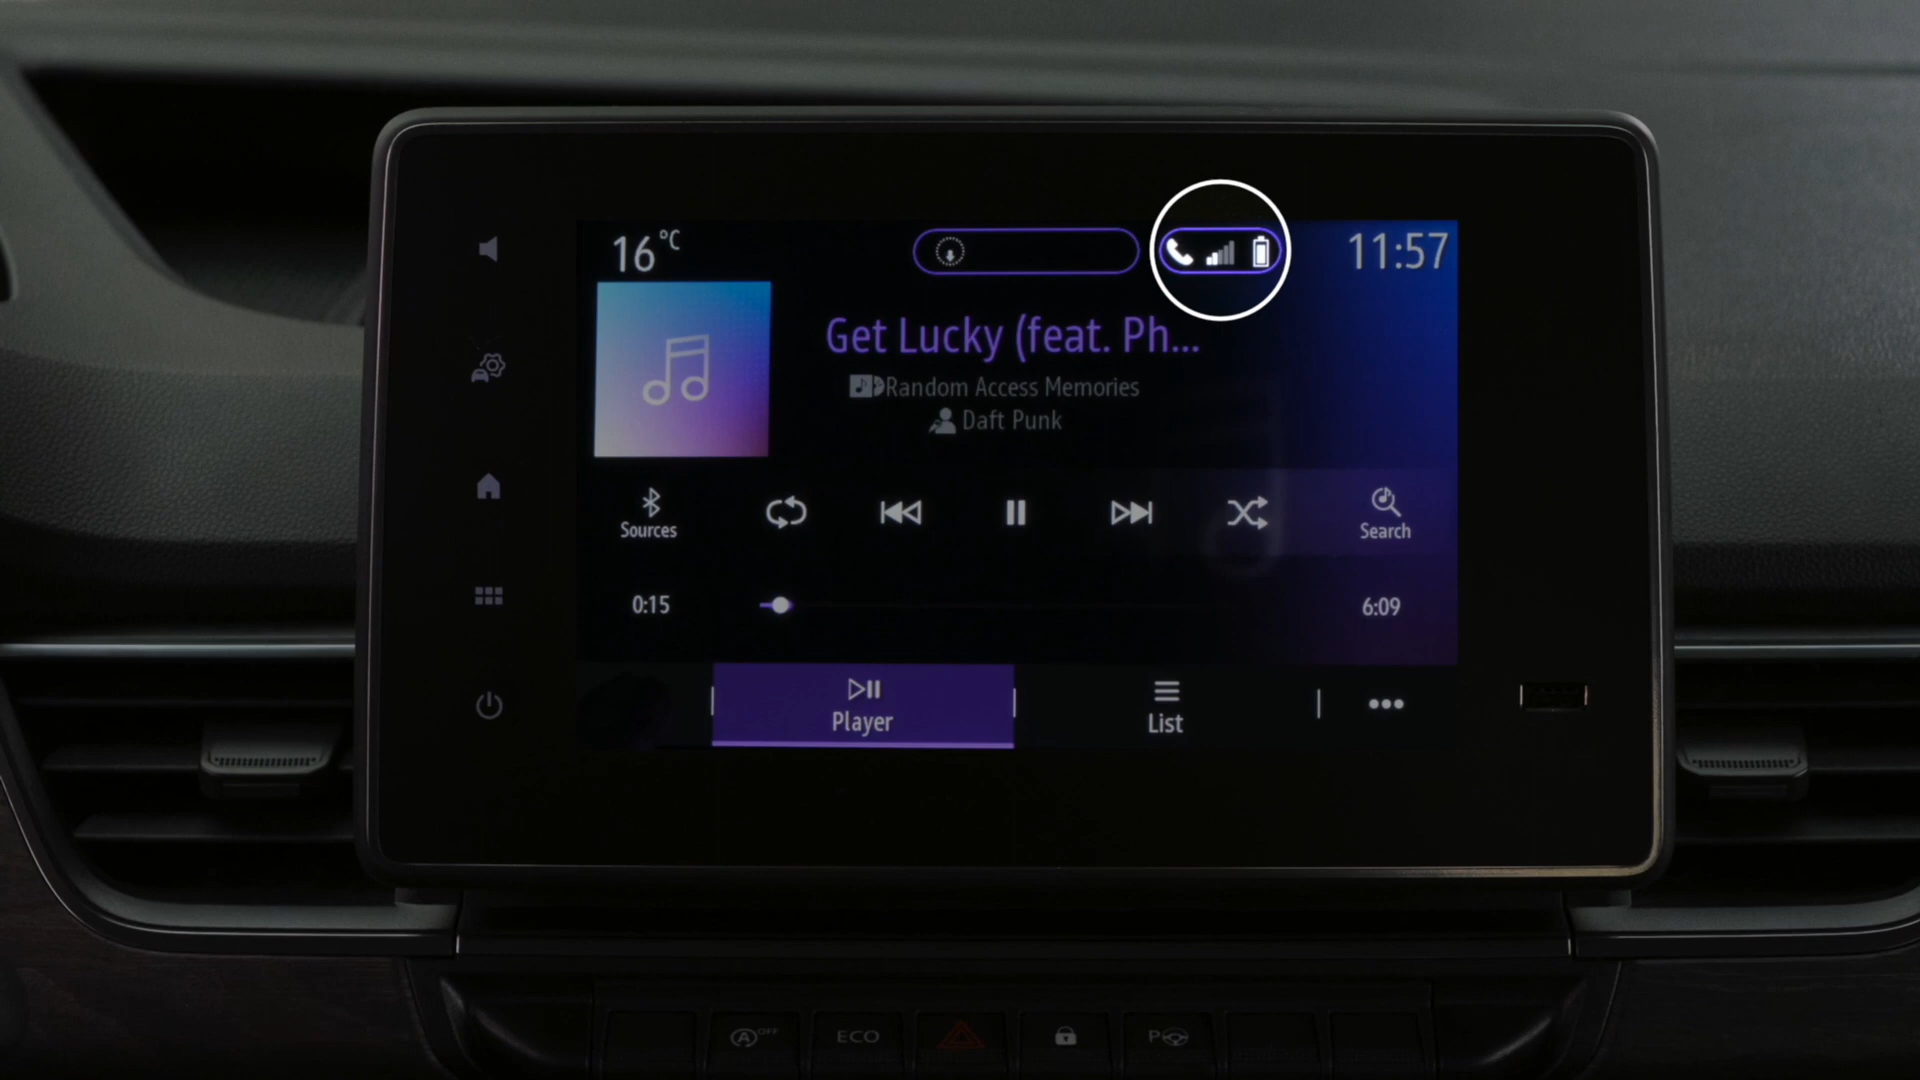 16 °C
11:57
Get Lucky (feat. Ph...
Random Access Memories
Daft Punk
Sources
Search
0:15
6:09
Player
List
A OFF
ECO
P